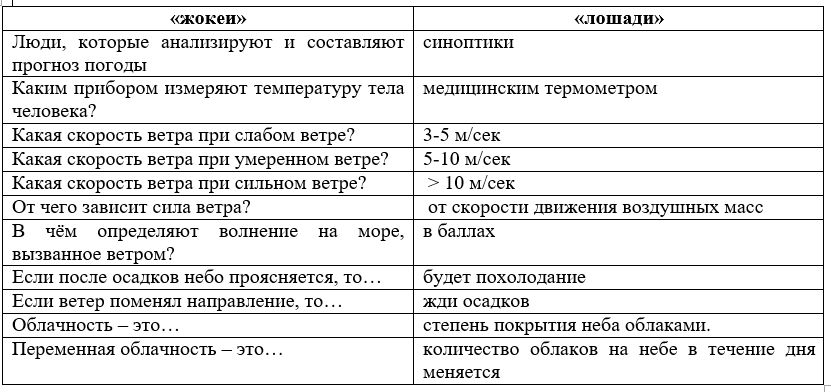 «жокеи» «лошади»
Люди, которые анализируют и составляют синоптики
прогноз погоды
Каким прибором измеряют температуру тела медицинским термометром
человека?
Какая скорость ветра при слабом ветре? 3-5 м/сек
Какая скорость ветра при умеренном ветре? 5-10 м/сек
Какая скорость ветра при сильном ветре? > 10 м/сек
От чего зависит сила ветра? от скорости движения воздушных масс
В чём определяют волнение на море, в баллах
вызванное ветром?
Если после осадков небо проясняется, то… будет похолодание
Если ветер поменял направление, то… жди осадков
Облачность – это… степень покрытия неба облаками.
Переменная облачность – это… количество облаков на небе в течение дня
меняется